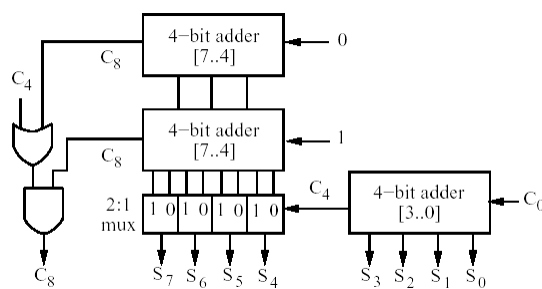 4-bit adder
[7..4]
0
C8
C4
4-bit adder
[7..4]
1
C8
2:1
mux
1 0 1 0 1 0 1 0
C4
4-bit adder
[3..0]
C0
C8
S7 S6 S5 S4
S3 S2 S1 S0